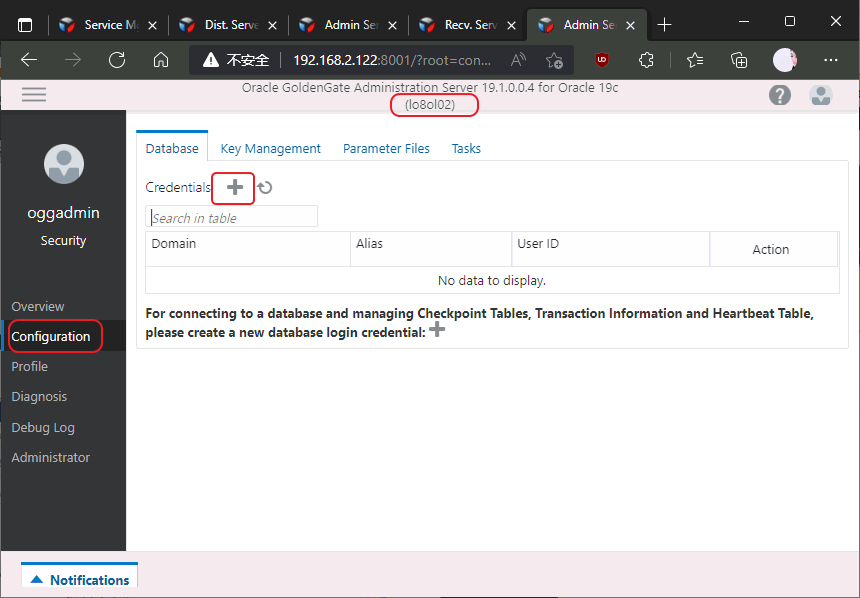 Service M
Dist. Serve
Admin Se
Recv. Serv
Admin Se
不安全
192.168.2.122:8001/?root=con...
Oracle GoldenGate Administration Server 19.1.0.0.4 for Oracle 19c
(lo8ol02)
oggadmin
Security
Overview
Configuration
Profile
Diagnosis
Debug Log
Administrator
Database
Key Management
Parameter Files
Tasks
Credentials
Search in table
Domain
Alias
User ID
Action
No data to display.
For connecting to a database and managing Checkpoint Tables, Transaction Information and Heartbeat Table,
please create a new database login credential:
Notifications